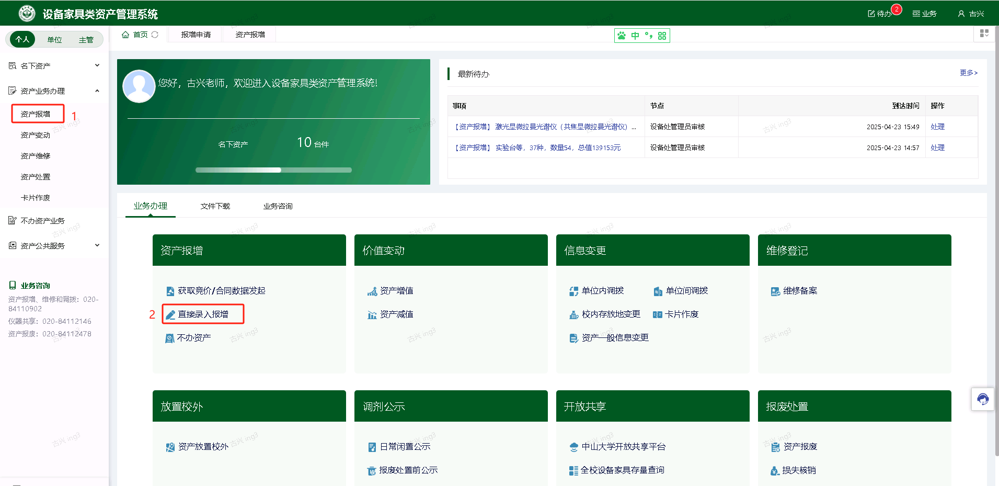 设备家具类资产管理系统
待办 2
业务
古兴
个人 单位 主管
首页
报增申请
资产报增
中
名下资产
资产业务办理
资产报增 1
资产变动
资产维修
资产处置
卡片作废
不办资产业务
资产公共服务
业务咨询
资产报增、维修和调拨：020-
84110902
仪器共享：020-84112146
资产报废：020-84112478
您好，古兴老师，欢迎进入设备家具类资产管理系统!
名下资产 10 台件
最新待办 更多>
事项 节点 到达时间 操作
【资产报增】 激光显微拉曼光谱仪（共焦显微拉曼光谱仪）... 设备处管理员审核 2025-04-23 15:49 处理
【资产报增】 实验台等，37种，数量54，总值139153元 设备处管理员审核 2025-04-23 14:57 处理
业务办理 文件下载 业务咨询
资产报增
获取竞价/合同数据发起
2 直接录入报增
不办资产
价值变动
资产增值
资产减值
信息变更
单位内调拨 单位间调拨
校内存放地变更 卡片作废
资产一般信息变更
维修登记
维修备案
放置校外
资产放置校外
调剂公示
日常闲置公示
报废处置前公示
开放共享
中山大学开放共享平台
全校设备家具存量查询
报废处置
资产报废
损失核销
古兴 ing3